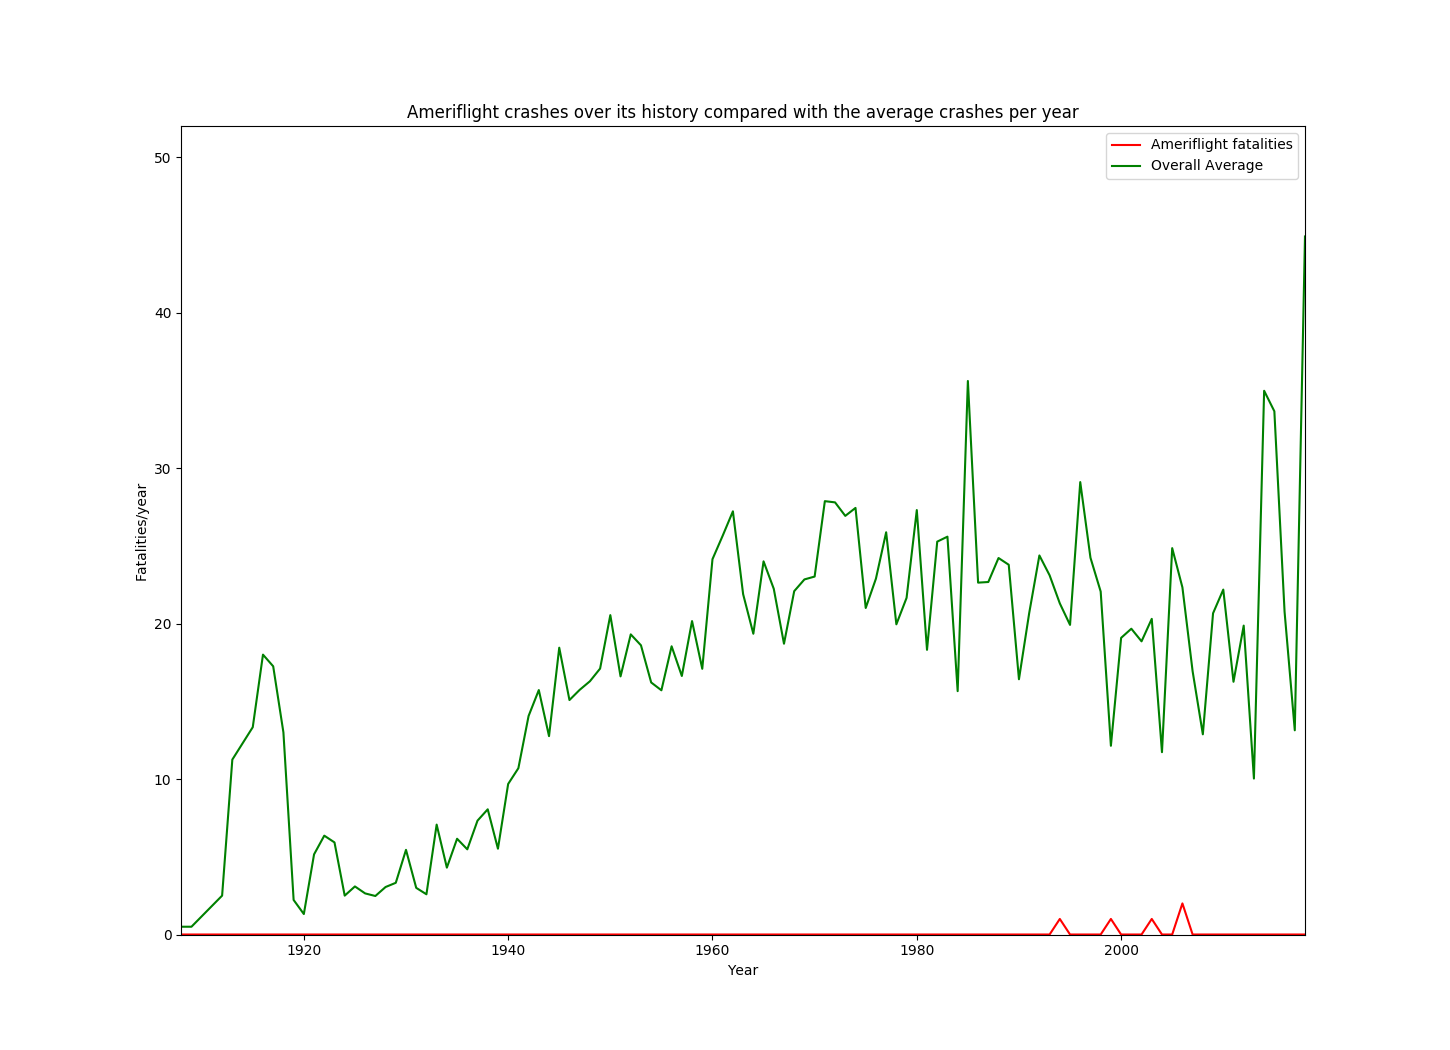 Ameriflight crashes over its history compared with the average crashes per year
Ameriflight fatalities
Overall Average
50
40
30
20
10
0
Fatalities/year
1920 1940 1960 1980 2000
Year